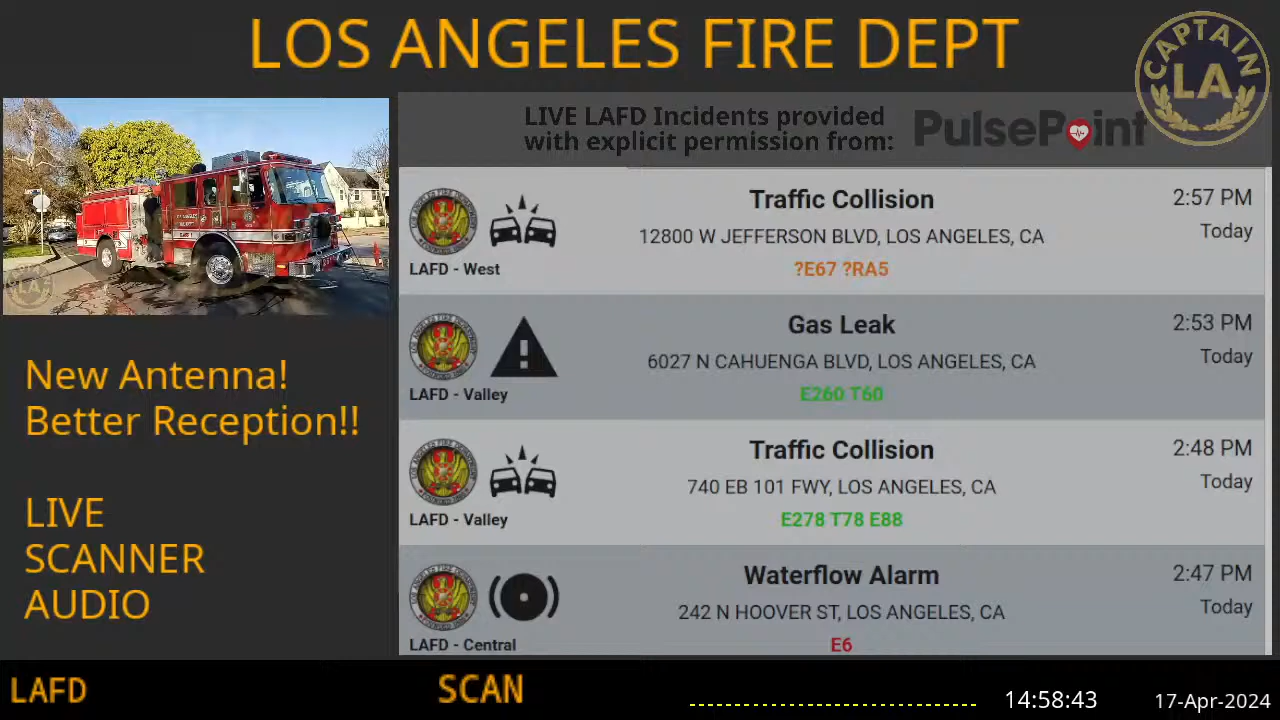 LOS ANGELES FIRE DEPT
CAPTAIN
LA
LIVE LAFD Incidents provided
with explicit permission from:
PulsePoint
Traffic Collision
2:57 PM
12800 W JEFFERSON BLVD, LOS ANGELES, CA
Today
LAFD - West
?E67 ?RA5
Gas Leak
2:53 PM
6027 N CAHUENGA BLVD, LOS ANGELES, CA
Today
LAFD - Valley
E260 T60
Traffic Collision
2:48 PM
740 EB 101 FWY, LOS ANGELES, CA
Today
LAFD - Valley
E278 T78 E88
Waterflow Alarm
2:47 PM
242 N HOOVER ST, LOS ANGELES, CA
Today
LAFD - Central
E6
New Antenna!
Better Reception!!
LIVE
SCANNER
AUDIO
LAFD
SCAN
14:58:43
17-Apr-2024